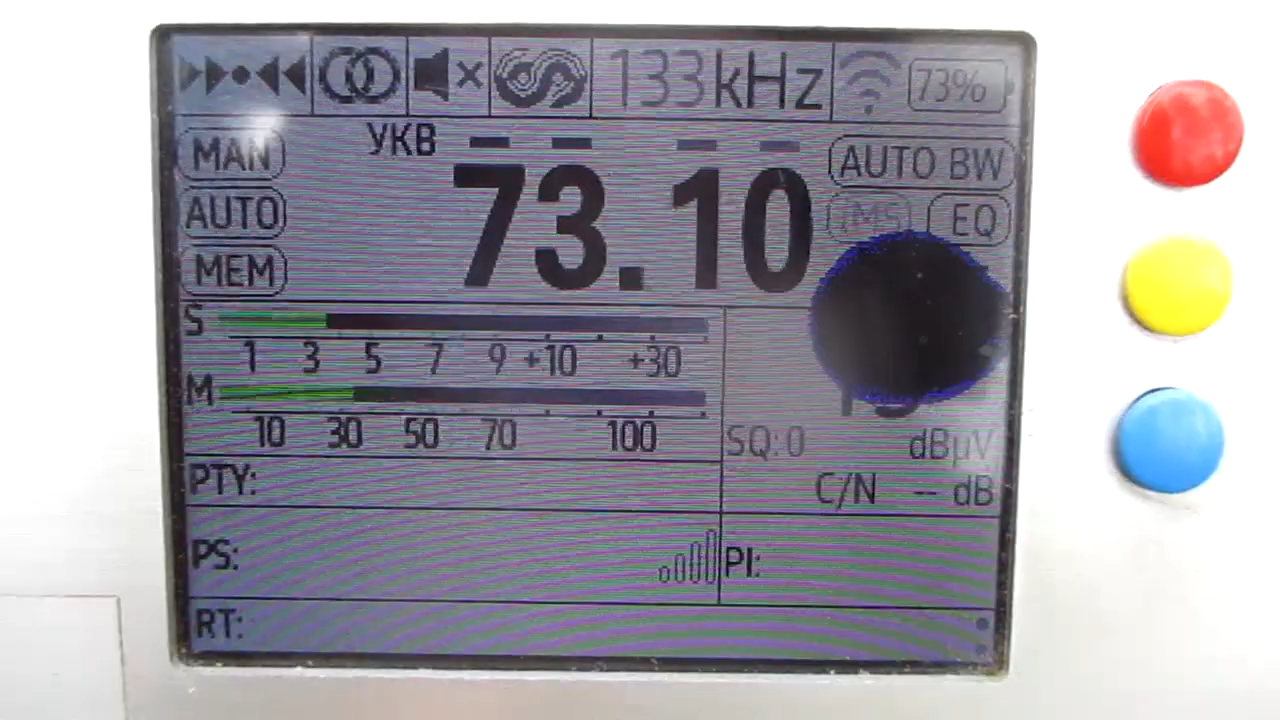 133kHz 73%
MAN УКВ 73.10 AUTO BW
AUTO iMS EQ
MEM
S
1 3 5 7 9 +10 +30
M
10 30 50 70 100
SQ:0 dBµV
PTY: C/N -- dB
PS: PI:
RT: